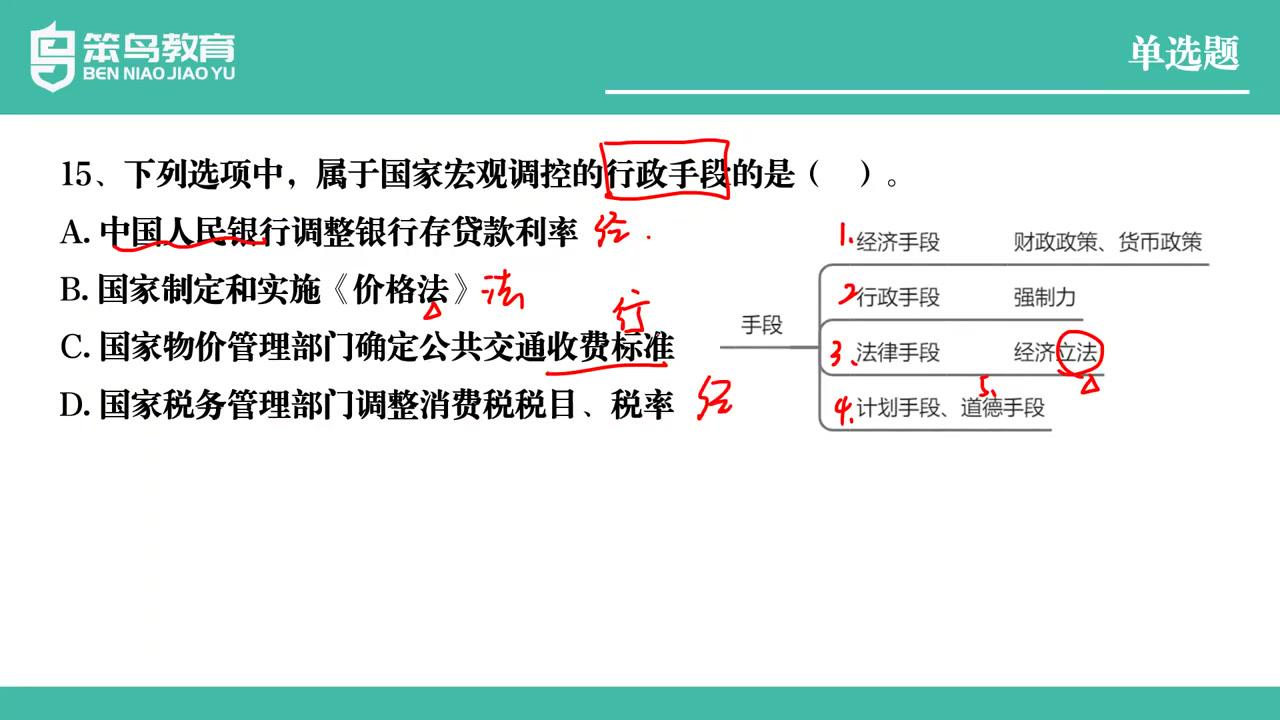 笨鸟教育
BEN NIAO JIAO YU
单选题
15、下列选项中，属于国家宏观调控的行政手段的是（ ）。
A. 中国人民银行调整银行存贷款利率 经.
B. 国家制定和实施《价格法》 法
行
C. 国家物价管理部门确定公共交通收费标准
D. 国家税务管理部门调整消费税税目、税率 经
手段
1. 经济手段 财政政策、货币政策
2 行政手段 强制力
3、法律手段 经济立法
4. 计划手段、5、道德手段